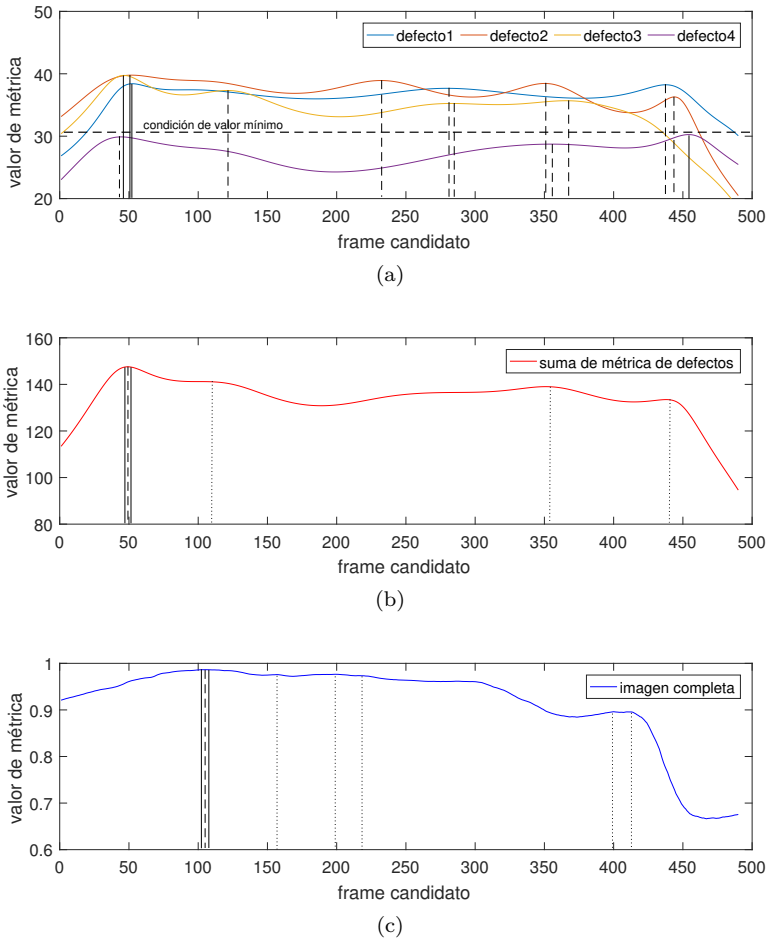 50
defecto1 defecto2 defecto3 defecto4
40
condición de valor mínimo
30
20
valor de métrica
0 50 100 150 200 250 300 350 400 450 500
frame candidato
(a)
160
suma de métrica de defectos
140
120
100
80
valor de métrica
0 50 100 150 200 250 300 350 400 450 500
frame candidato
(b)
1
imagen completa
0.9
0.8
0.7
0.6
valor de métrica
0 50 100 150 200 250 300 350 400 450 500
frame candidato
(c)